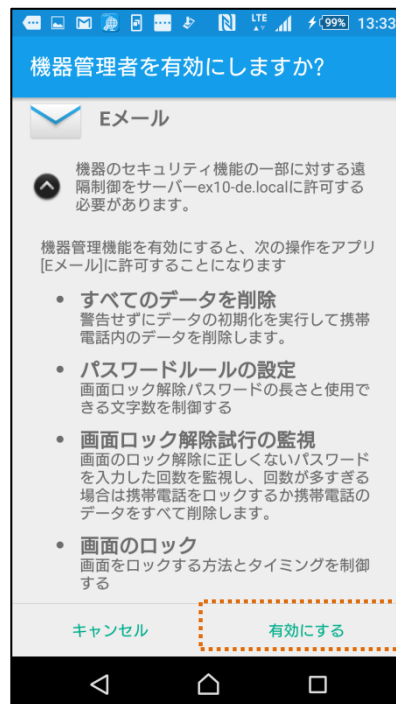 LTE 99% 13:33
機器管理者を有効にしますか?
Eメール
機器のセキュリティ機能の一部に対する遠
隔制御をサーバーex10-de.localに許可する
必要があります。
機器管理機能を有効にすると、次の操作をアプリ
[Eメール]に許可することになります
• すべてのデータを削除
警告せずにデータの初期化を実行して携帯
電話内のデータを削除します。
• パスワードルールの設定
画面ロック解除パスワードの長さと使用で
きる文字数を制御する
• 画面ロック解除試行の監視
画面のロック解除に正しくないパスワード
を入力した回数を監視し、回数が多すぎる
場合は携帯電話をロックするか携帯電話の
データをすべて削除します。
• 画面のロック
画面をロックする方法とタイミングを制御
する
キャンセル 有効にする